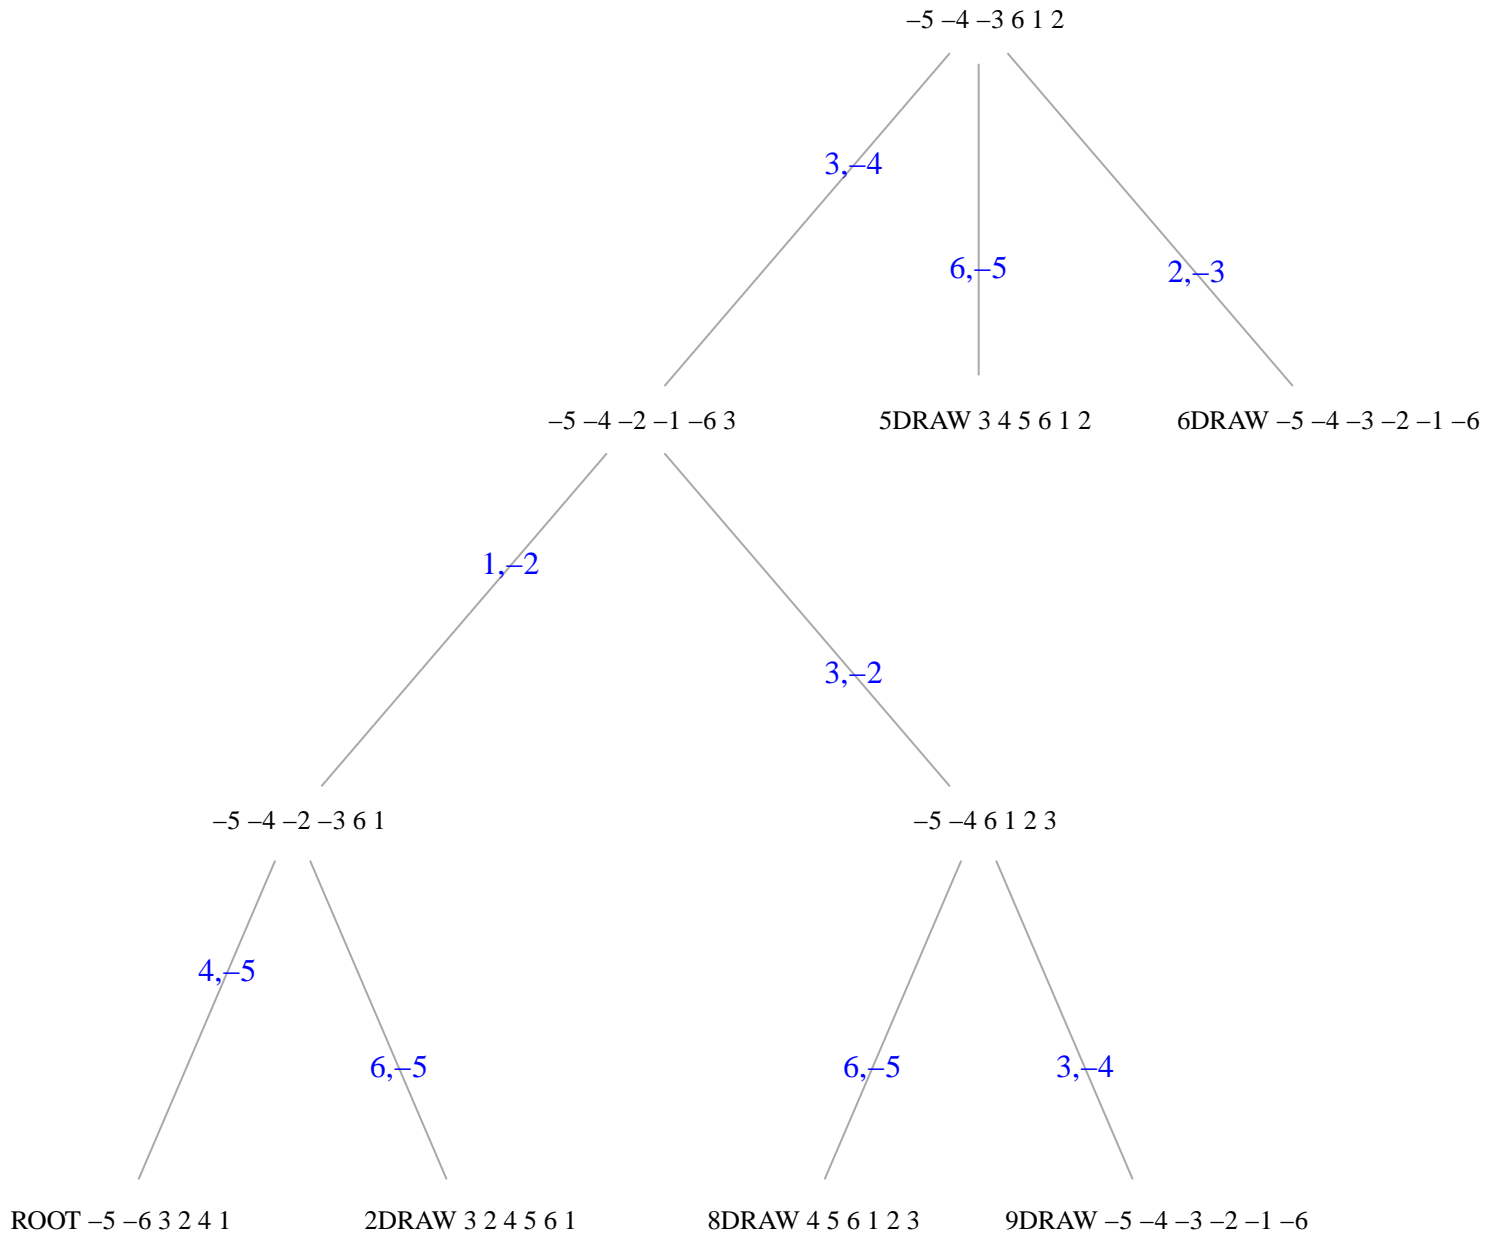 –5 –4 –3 6 1 2
3,–4
6,–5
2,–3
–5 –4 –2 –1 –6 3
5DRAW 3 4 5 6 1 2
6DRAW –5 –4 –3 –2 –1 –6
1,–2
3,–2
–5 –4 –2 –3 6 1
–5 –4 6 1 2 3
4,–5
6,–5
6,–5
3,–4
ROOT –5 –6 3 2 4 1
2DRAW 3 2 4 5 6 1
8DRAW 4 5 6 1 2 3
9DRAW –5 –4 –3 –2 –1 –6